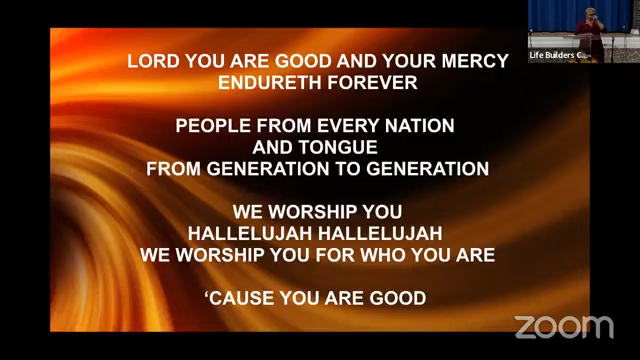 LORD YOU ARE GOOD AND YOUR MERCY
ENDURETH FOREVER
PEOPLE FROM EVERY NATION
AND TONGUE
FROM GENERATION TO GENERATION
WE WORSHIP YOU
HALLELUJAH HALLELUJAH
WE WORSHIP YOU FOR WHO YOU ARE
‘CAUSE YOU ARE GOOD
Life Builders C...
zoom